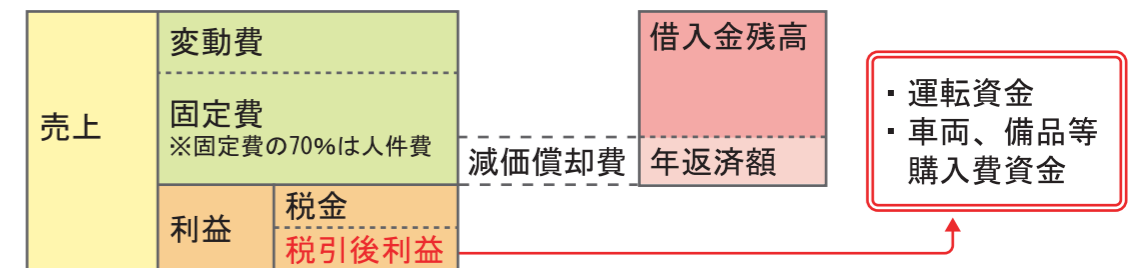 売上
変動費
固定費
※固定費の70%は人件費
利益
税金
税引後利益
減価償却費
借入金残高
年返済額
・運転資金
・車両、備品等
購入費資金